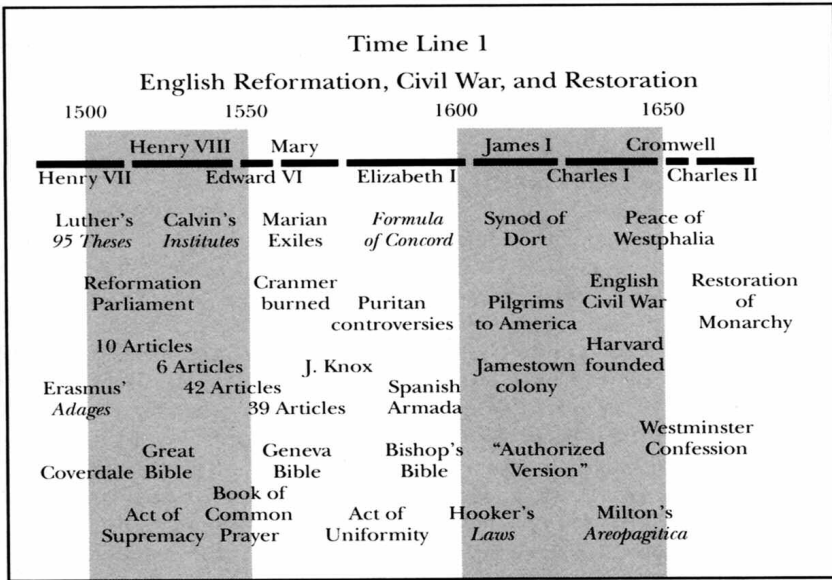 Time Line 1
English Reformation, Civil War, and Restoration
1500 1550 1600 1650
Henry VIII Mary James I Cromwell
Henry VII Edward VI Elizabeth I Charles I Charles II
Luther's Calvin's Marian Formula Synod of Peace of
95 Theses Institutes Exiles of Concord Dort Westphalia
Reformation Cranmer English Restoration
Parliament burned Puritan Pilgrims Civil War of
controversies to America Monarchy
10 Articles Harvard
6 Articles J. Knox Jamestown founded
Erasmus' 42 Articles Spanish colony
Adages 39 Articles Armada
Westminster
Great Geneva Bishop's "Authorized Confession
Coverdale Bible Bible Bible Version"
Book of
Act of Common Act of Hooker's Milton's
Supremacy Prayer Uniformity Laws Areopagitica